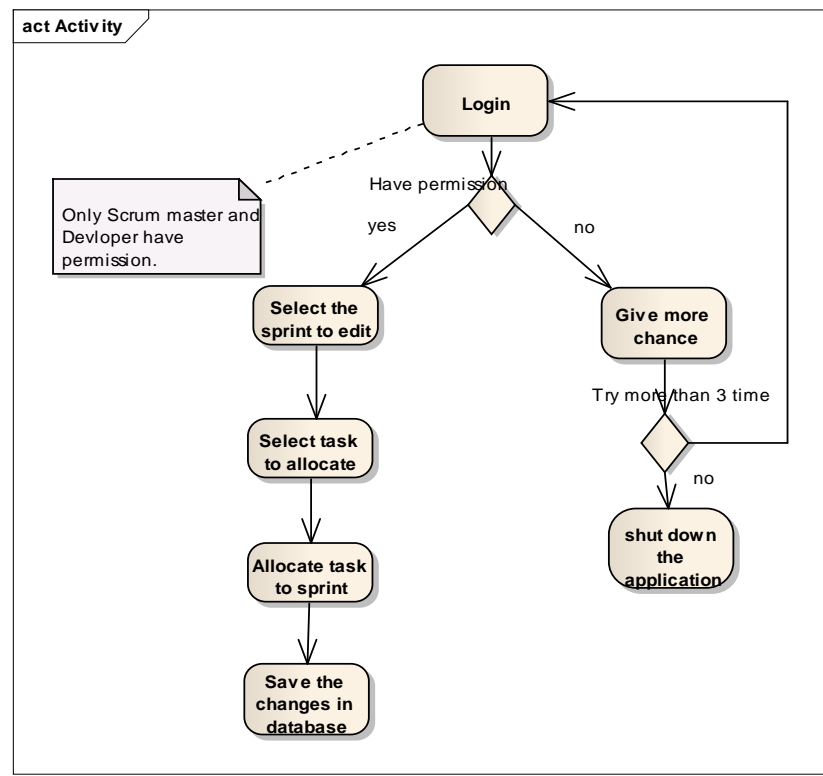 act Activity
Login
Have permission
Only Scrum master and
Devloper have
permission.
yes
no
Select the
sprint to edit
Give more
chance
Try more than 3 time
Select task
to allocate
no
shut down
the
application
Allocate task
to sprint
Save the
changes in
database